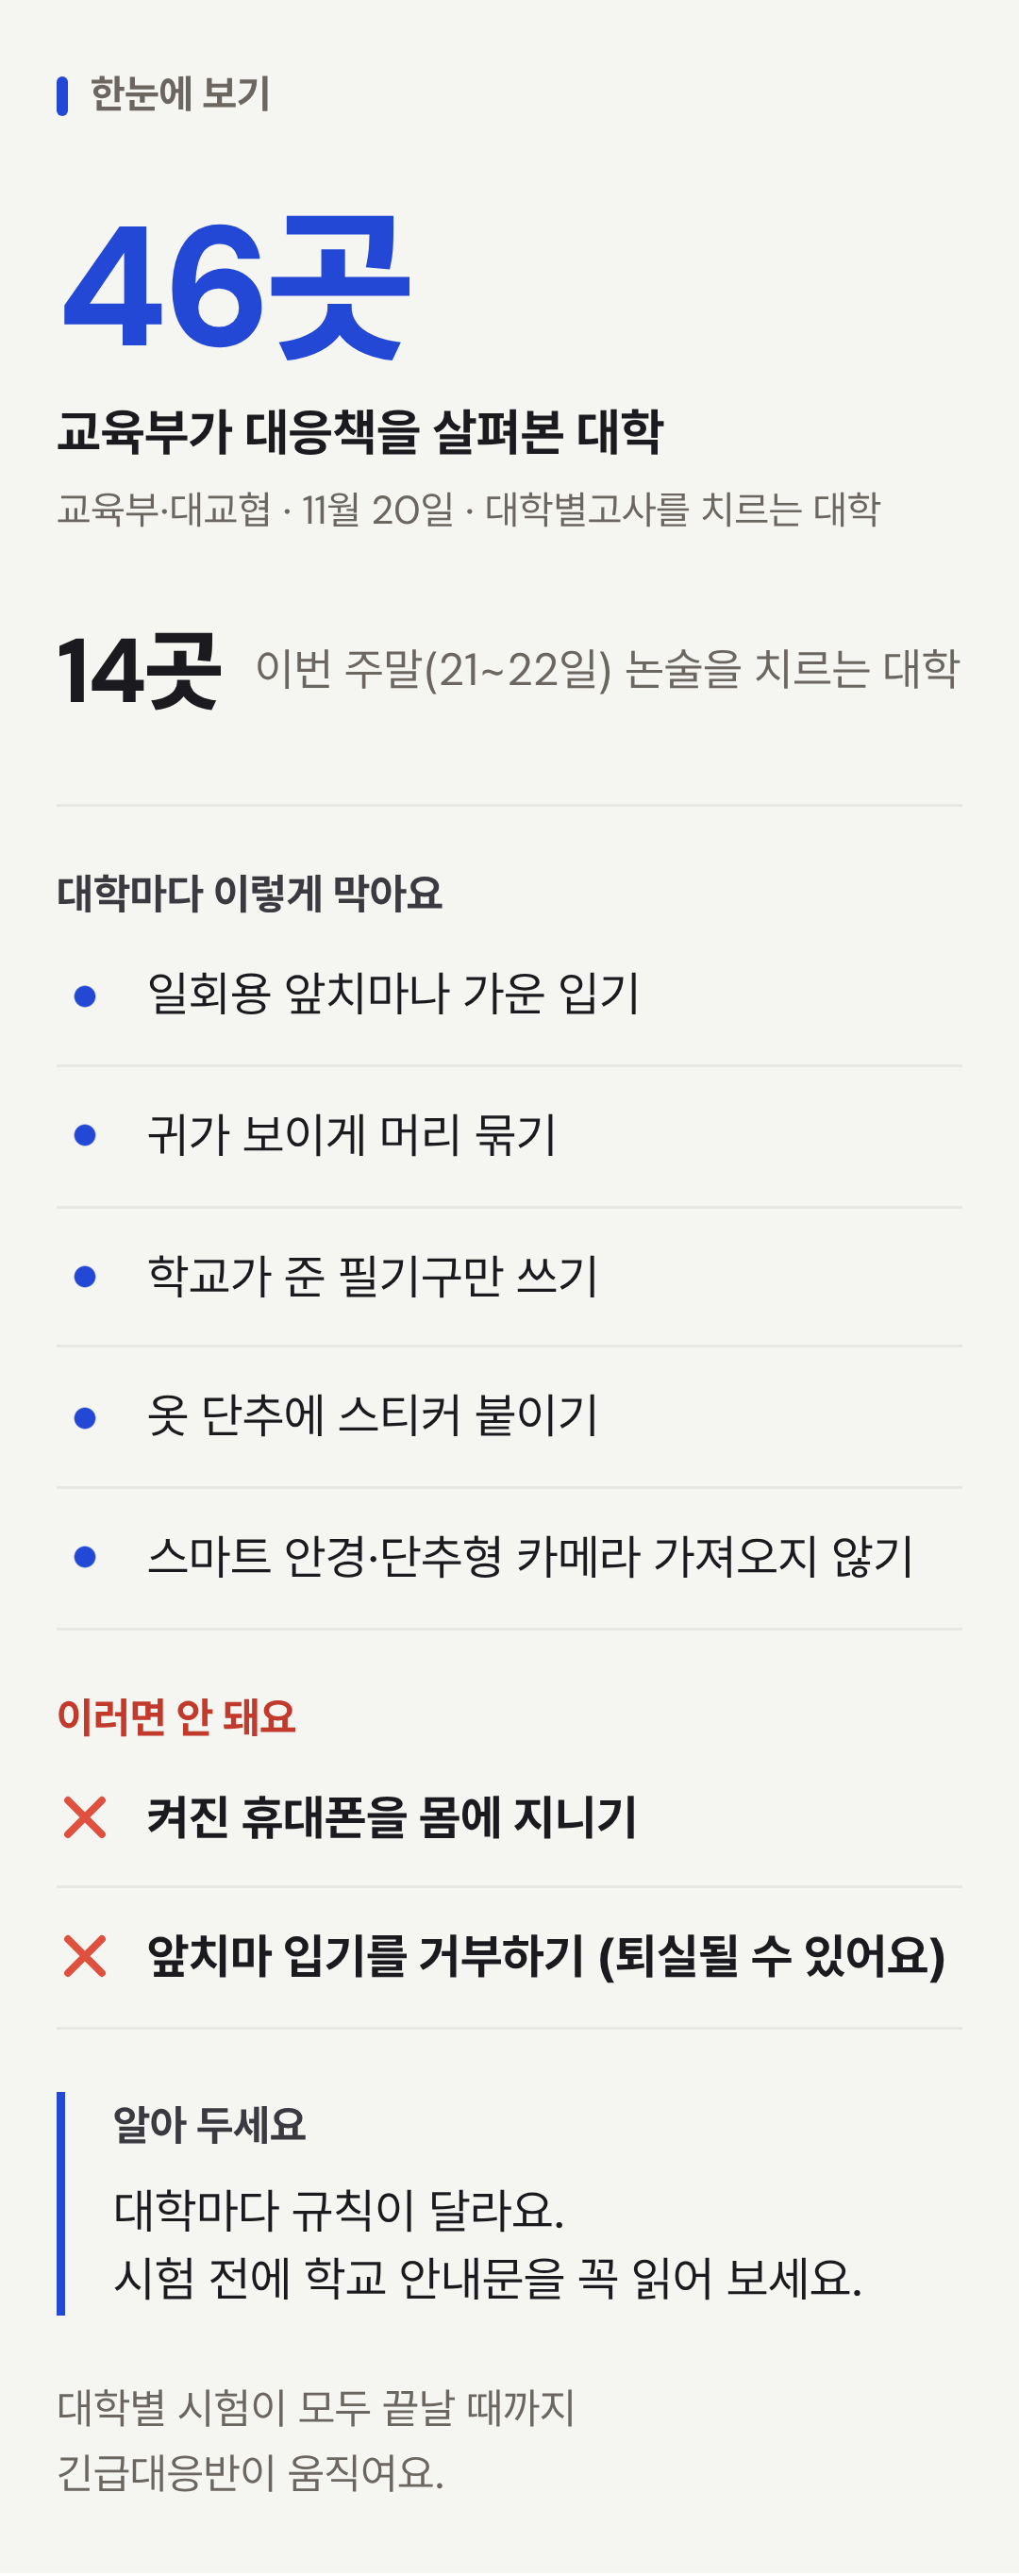 한눈에 보기
46곳
교육부가 대응책을 살펴본 대학
교육부·대교협 · 11월 20일 · 대학별고사를 치르는 대학
14곳 이번 주말(21~22일) 논술을 치르는 대학
대학마다 이렇게 막아요
일회용 앞치마나 가운 입기
귀가 보이게 머리 묶기
학교가 준 필기구만 쓰기
옷 단추에 스티커 붙이기
스마트 안경·단추형 카메라 가져오지 않기
이러면 안 돼요
켜진 휴대폰을 몸에 지니기
앞치마 입기를 거부하기 (퇴실될 수 있어요)
알아 두세요
대학마다 규칙이 달라요.
시험 전에 학교 안내문을 꼭 읽어 보세요.
대학별 시험이 모두 끝날 때까지
긴급대응반이 움직여요.